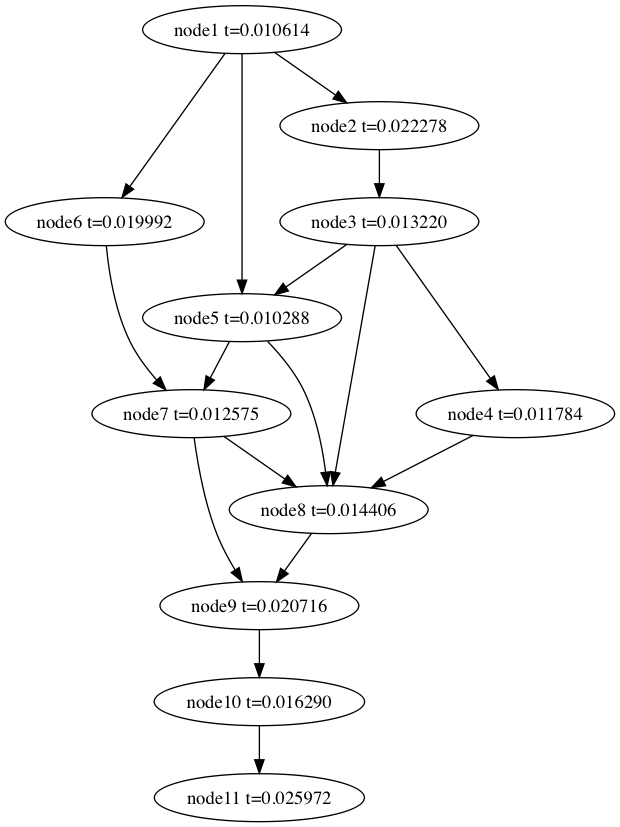 node1 t=0.010614
node2 t=0.022278
node6 t=0.019992
node3 t=0.013220
node5 t=0.010288
node7 t=0.012575
node4 t=0.011784
node8 t=0.014406
node9 t=0.020716
node10 t=0.016290
node11 t=0.025972